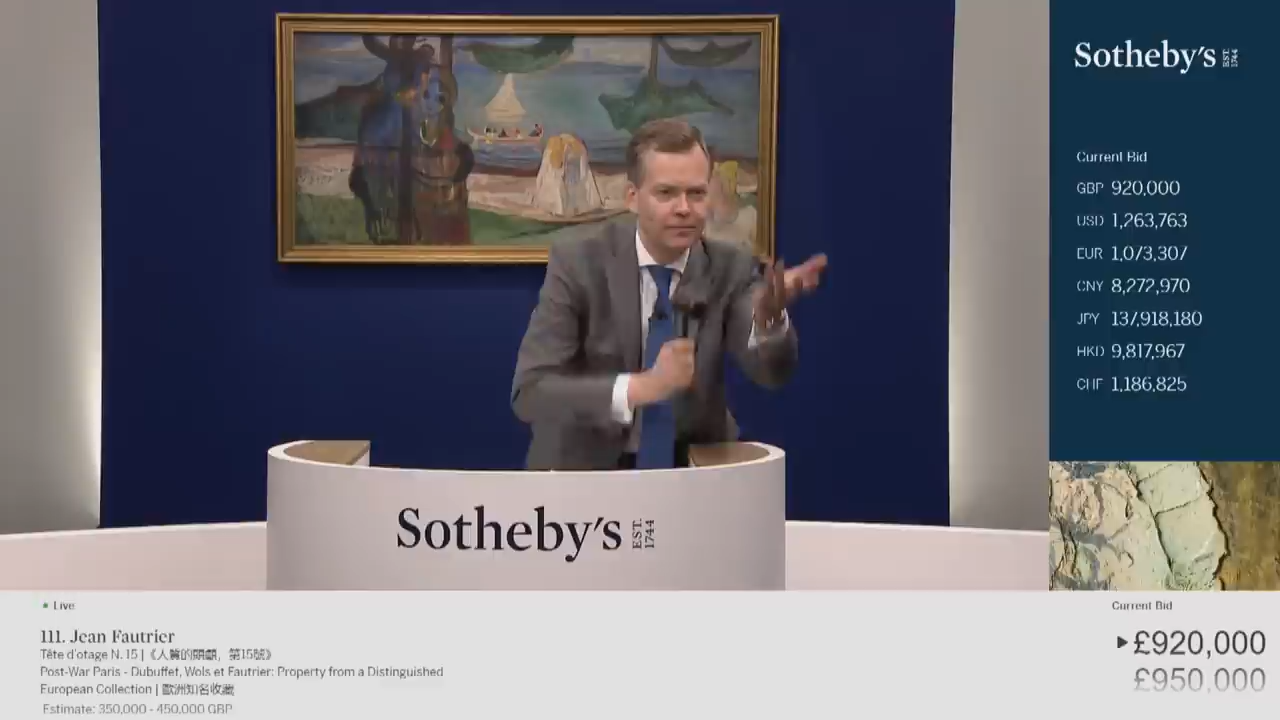 Sotheby's EST. 1744
Current Bid
GBP 920,000
USD 1,263,763
EUR 1,073,307
CNY 8,272,970
JPY 137,918,180
HKD 9,817,967
CHF 1,186,825
Sotheby's EST. 1744
Live
111. Jean Fautrier
Tête d'otage N. 15 | 《人質的頭顱,第15號》
Post-War Paris - Dubuffet, Wols et Fautrier: Property from a Distinguished
European Collection | 歐洲知名收藏
Estimate: 350,000 - 450,000 GBP
Current Bid
£920,000
£950,000